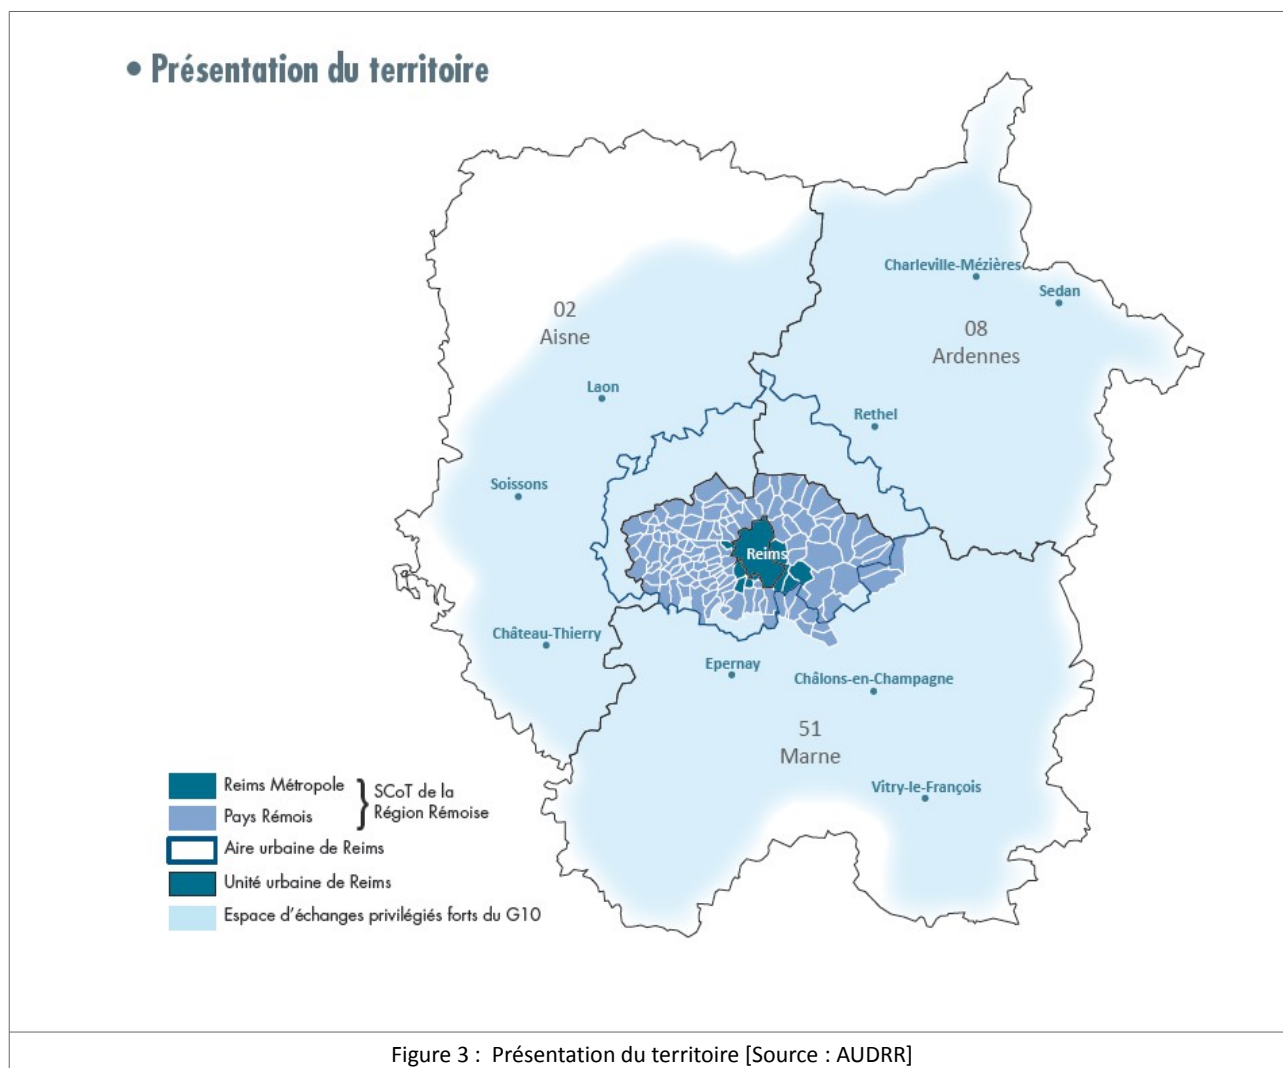 • Présentation du territoire
Charleville-Mézières
Sedan
02
Aisne
08
Ardennes
Laon
Rethel
Soissons
Reims
Château-Thierry
Epernay
Châlons-en-Champagne
51
Marne
Vitry-le-François
Reims Métropole
Pays Rémois
SCoT de la
Région Rémoise
Aire urbaine de Reims
Unité urbaine de Reims
Espace d'échanges privilégiés forts du G10
Figure 3 : Présentation du territoire [Source : AUDRR]